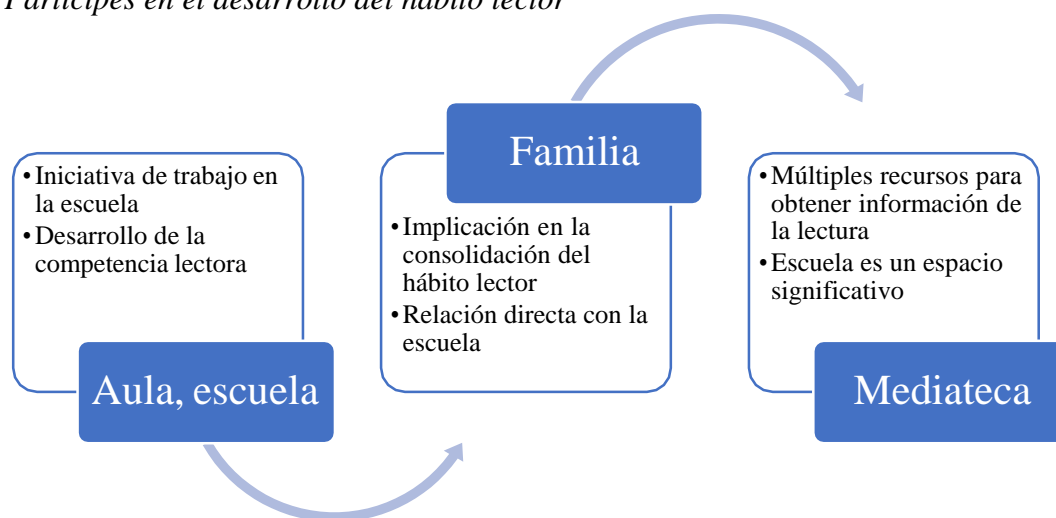 Partícipes en el desarrollo del hábito lector
• Iniciativa de trabajo en
la escuela
• Desarrollo de la
competencia lectora
Aula, escuela
Familia
• Implicación en la
consolidación del
hábito lector
• Relación directa con la
escuela
• Múltiples recursos para
obtener información de
la lectura
• Escuela es un espacio
significativo
Mediateca